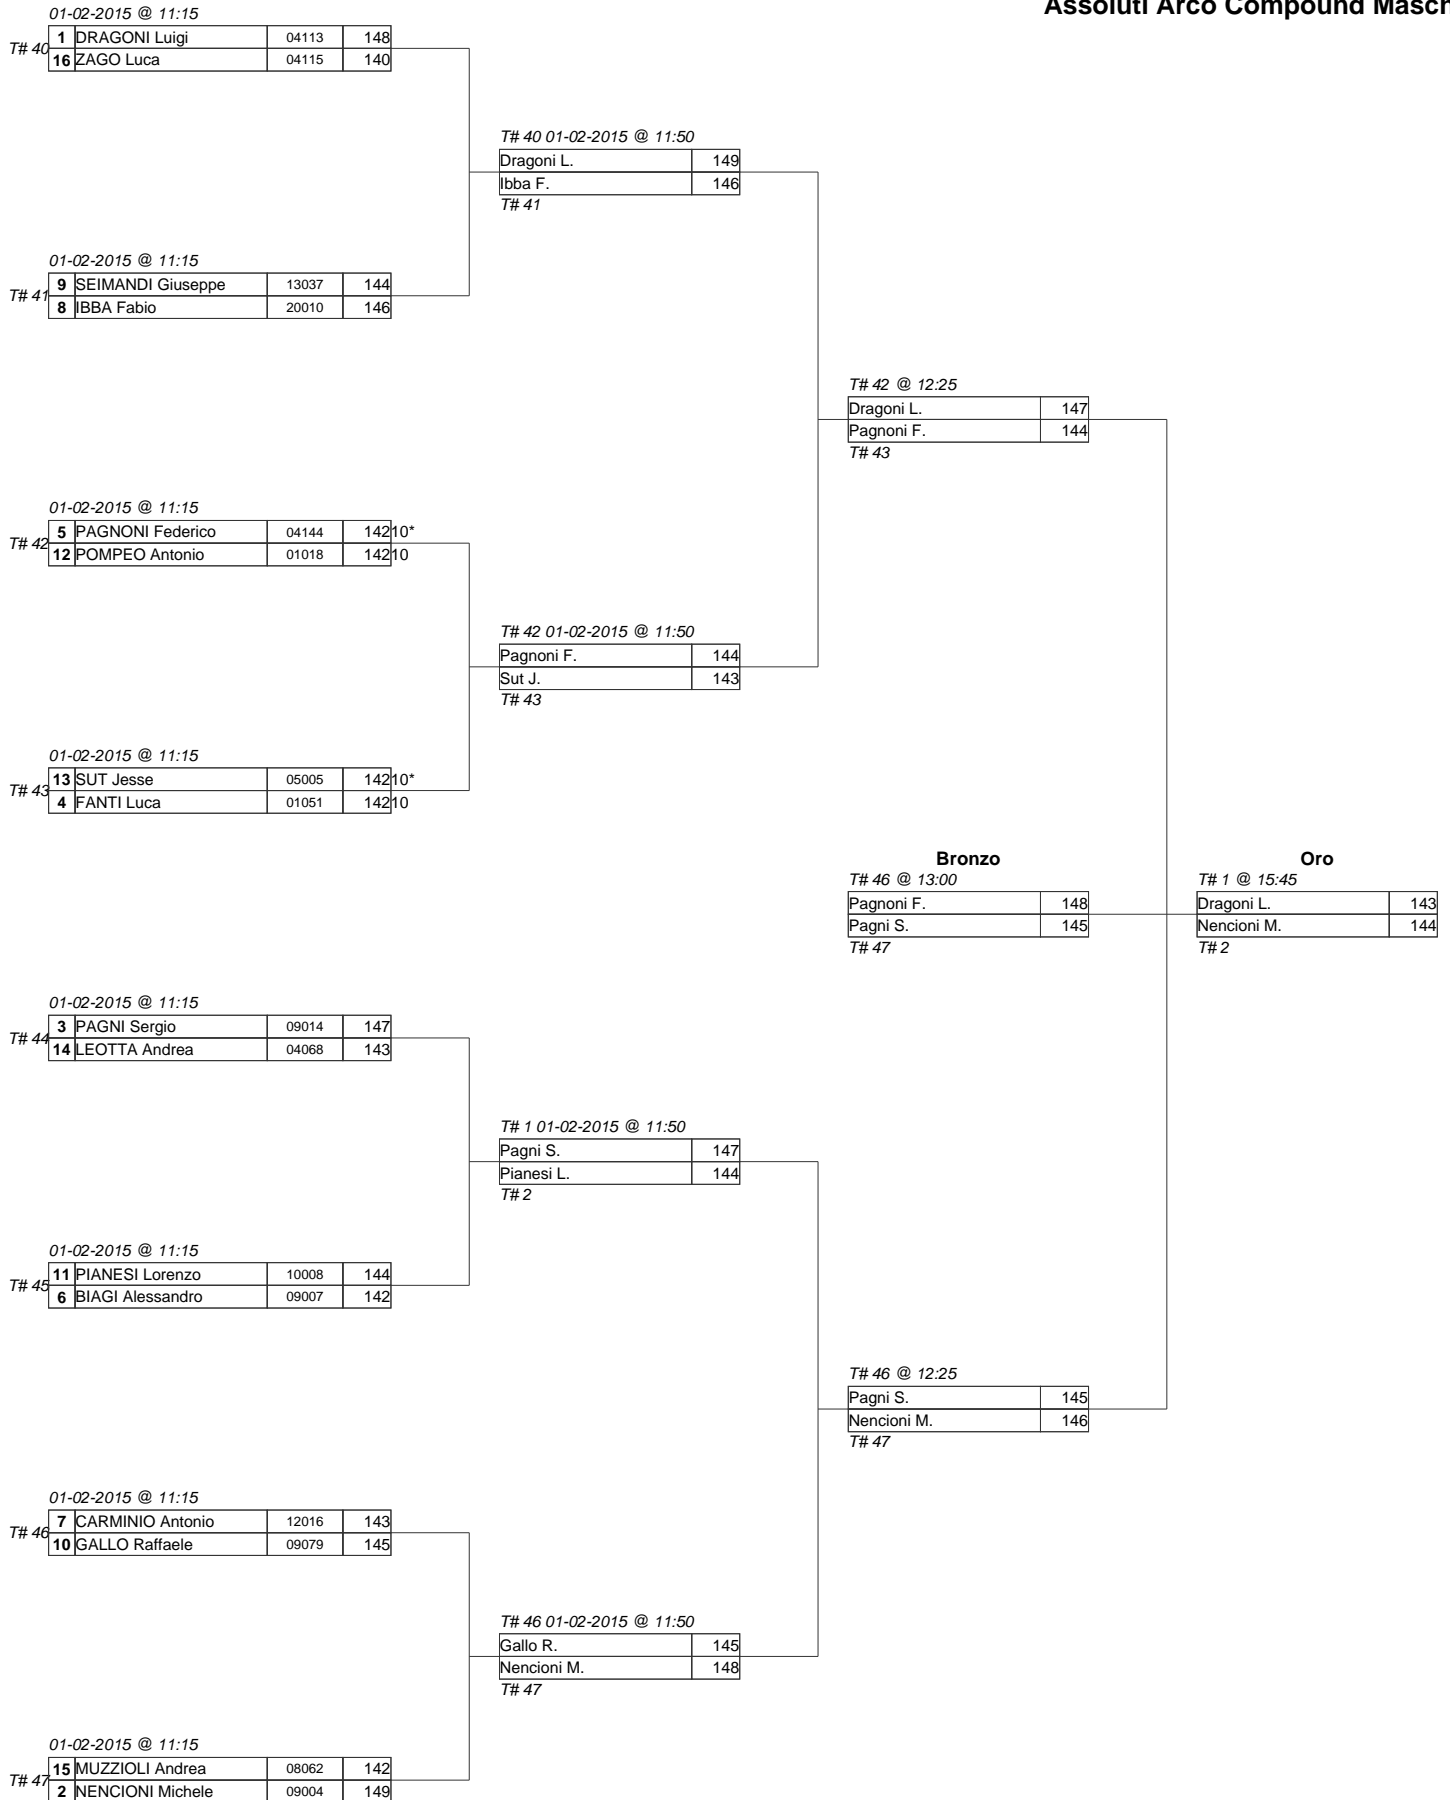 Assoluti Arco Compound Masch
01-02-2015 @ 11:15
T# 40
1 DRAGONI Luigi 04113 148
16 ZAGO Luca 04115 140
T# 40 01-02-2015 @ 11:50
Dragoni L. 149
Ibba F. 146
T# 41
01-02-2015 @ 11:15
T# 41
9 SEIMANDI Giuseppe 13037 144
8 IBBA Fabio 20010 146
T# 42 @ 12:25
Dragoni L. 147
Pagnoni F. 144
T# 43
01-02-2015 @ 11:15
T# 42
5 PAGNONI Federico 04144 142 10*
12 POMPEO Antonio 01018 142 10
T# 42 01-02-2015 @ 11:50
Pagnoni F. 144
Sut J. 143
T# 43
01-02-2015 @ 11:15
T# 43
13 SUT Jesse 05005 142 10*
4 FANTI Luca 01051 142 10
Bronzo
T# 46 @ 13:00
Pagnoni F. 148
Pagni S. 145
T# 47
Oro
T# 1 @ 15:45
Dragoni L. 143
Nencioni M. 144
T# 2
01-02-2015 @ 11:15
T# 44
3 PAGNI Sergio 09014 147
14 LEOTTA Andrea 04068 143
T# 1 01-02-2015 @ 11:50
Pagni S. 147
Pianesi L. 144
T# 2
01-02-2015 @ 11:15
T# 45
11 PIANESI Lorenzo 10008 144
6 BIAGI Alessandro 09007 142
T# 46 @ 12:25
Pagni S. 145
Nencioni M. 146
T# 47
01-02-2015 @ 11:15
T# 46
7 CARMINIO Antonio 12016 143
10 GALLO Raffaele 09079 145
T# 46 01-02-2015 @ 11:50
Gallo R. 145
Nencioni M. 148
T# 47
01-02-2015 @ 11:15
T# 47
15 MUZZIOLI Andrea 08062 142
2 NENCIONI Michele 09004 149